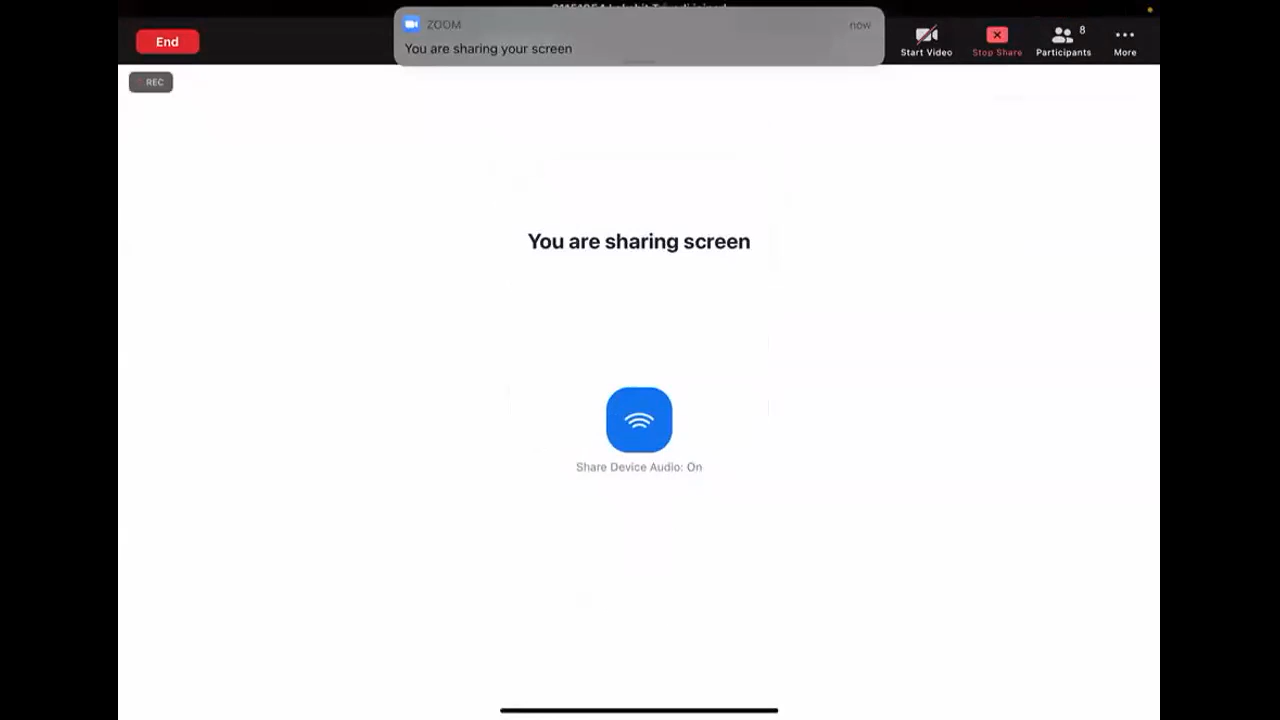 ZOOM
now
You are sharing your screen
End
Start Video
Stop Share
8
Participants
More
REC
You are sharing screen
Share Device Audio: On